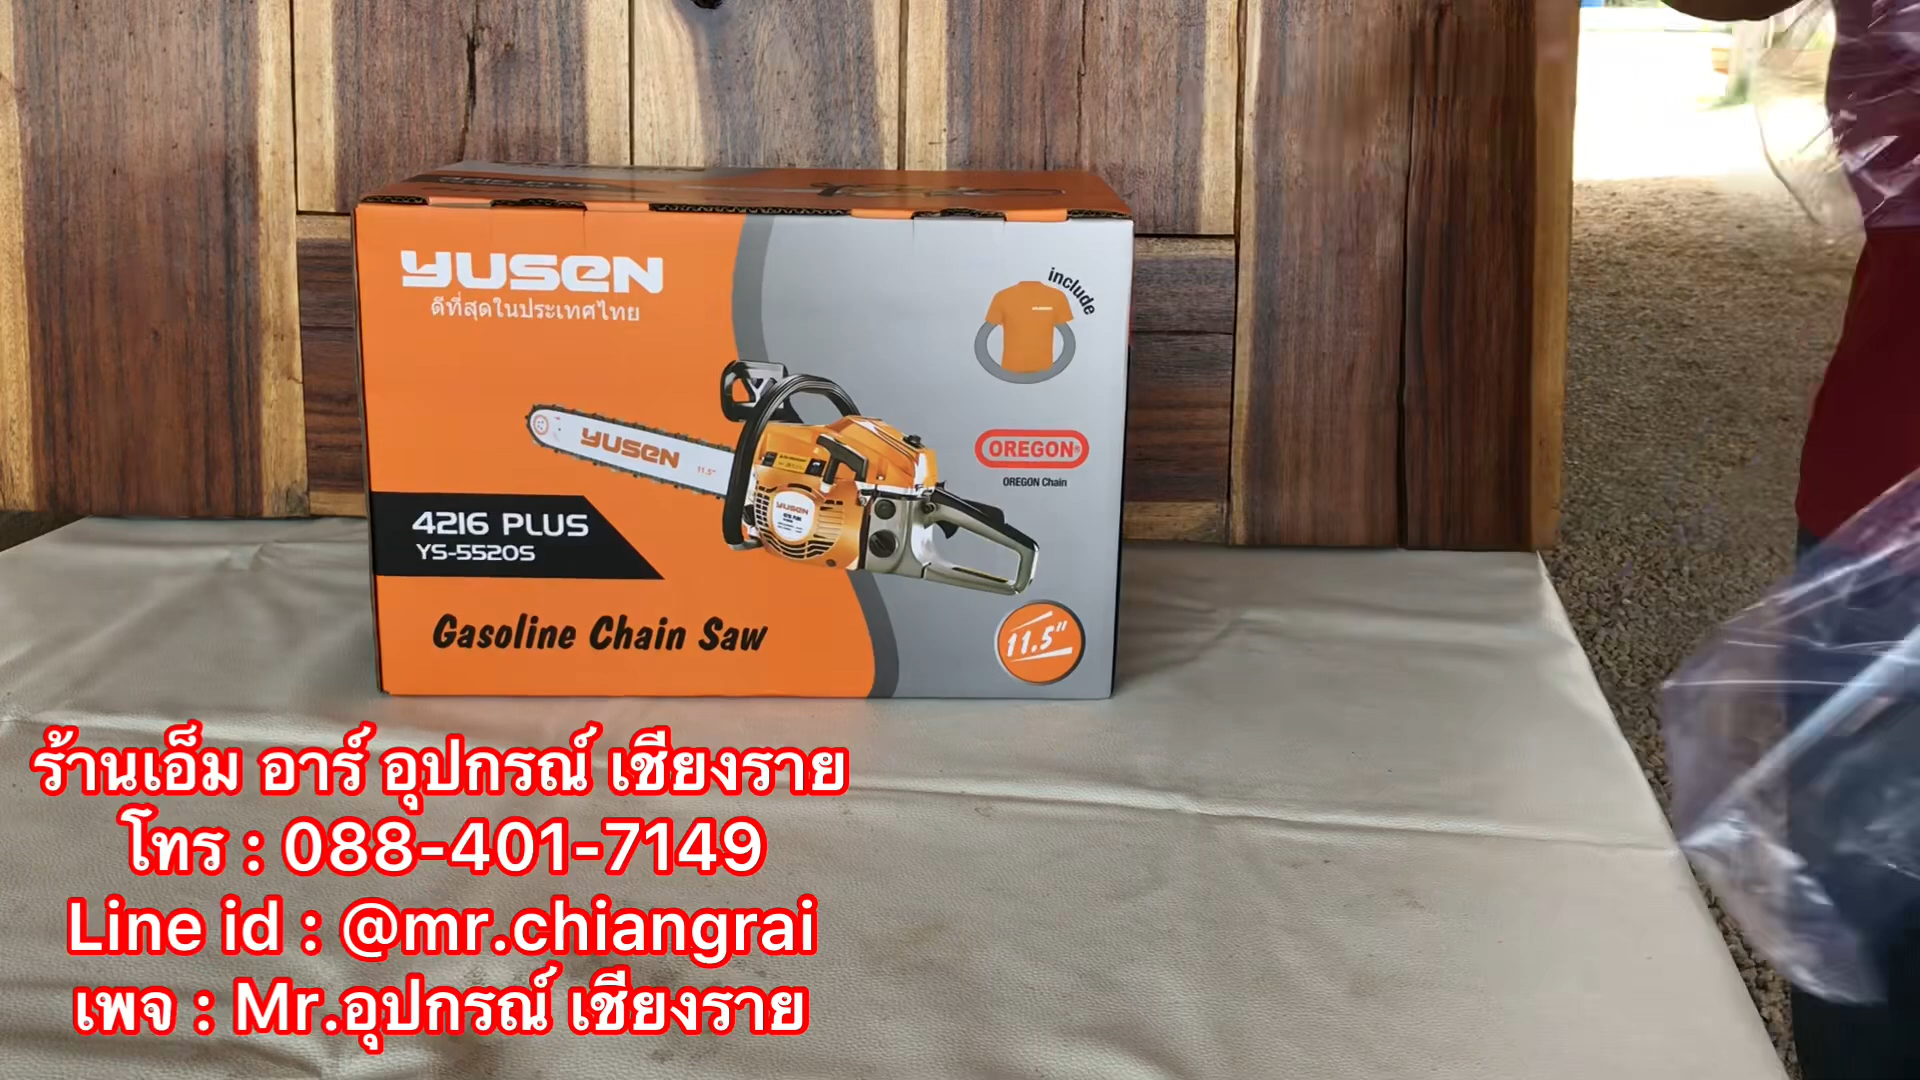 YUSEN
ดีที่สุดในประเทศไทย
include
YUSEN
11.5"
OREGON®
OREGON Chain
YUSEN
4216 PLUS
YS-5520S
Gasoline Chain Saw
11.5"
ร้านเอ็ม อาร์ อุปกรณ์ เชียงราย
โทร : 088-401-7149
Line id : @mr.chiangrai
เพจ : Mr.อุปกรณ์ เชียงราย